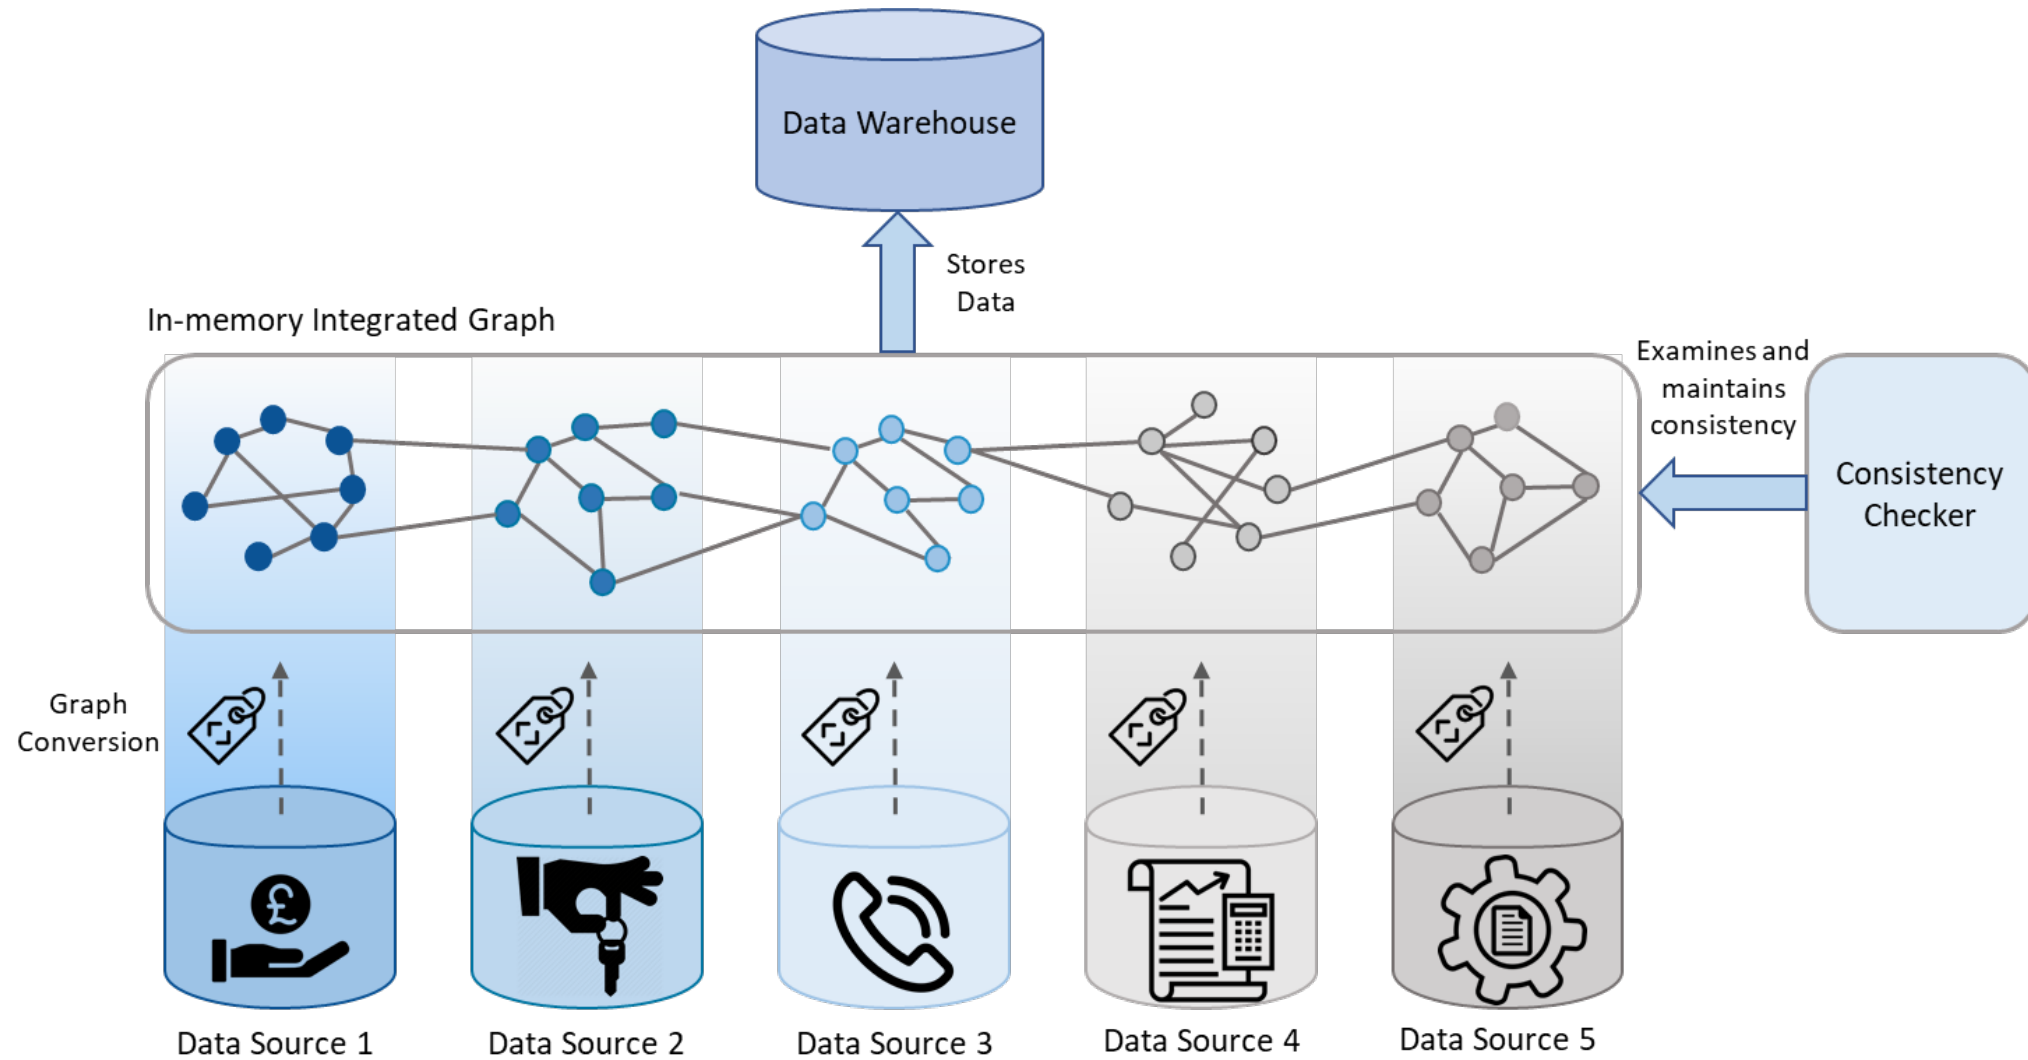 Data Warehouse
Stores
Data
In-memory Integrated Graph
Examines and
maintains
consistency
Consistency
Checker
Graph
Conversion
£
Data Source 1
Data Source 2
Data Source 3
Data Source 4
Data Source 5